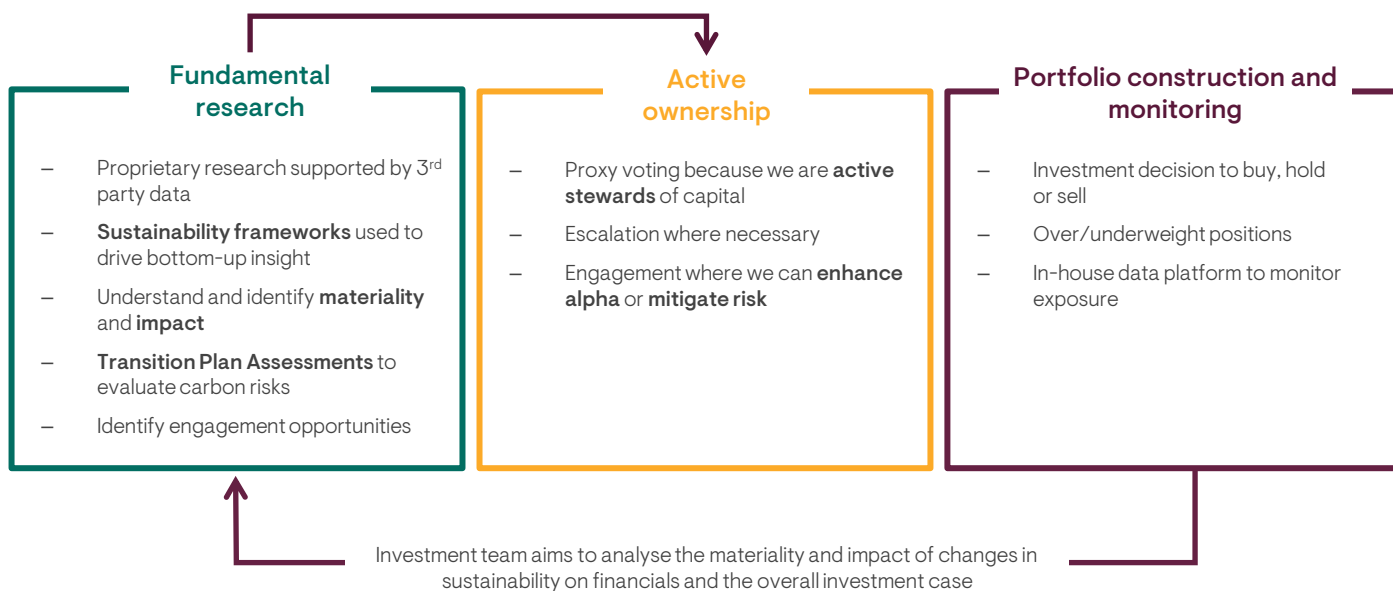 Fundamental
research
– Proprietary research supported by 3rd
party data
– Sustainability frameworks used to
drive bottom-up insight
– Understand and identify materiality
and impact
– Transition Plan Assessments to
evaluate carbon risks
– Identify engagement opportunities
Active
ownership
– Proxy voting because we are active
stewards of capital
– Escalation where necessary
– Engagement where we can enhance
alpha or mitigate risk
Portfolio construction and
monitoring
– Investment decision to buy, hold
or sell
– Over/underweight positions
– In-house data platform to monitor
exposure
Investment team aims to analyse the materiality and impact of changes in
sustainability on financials and the overall investment case